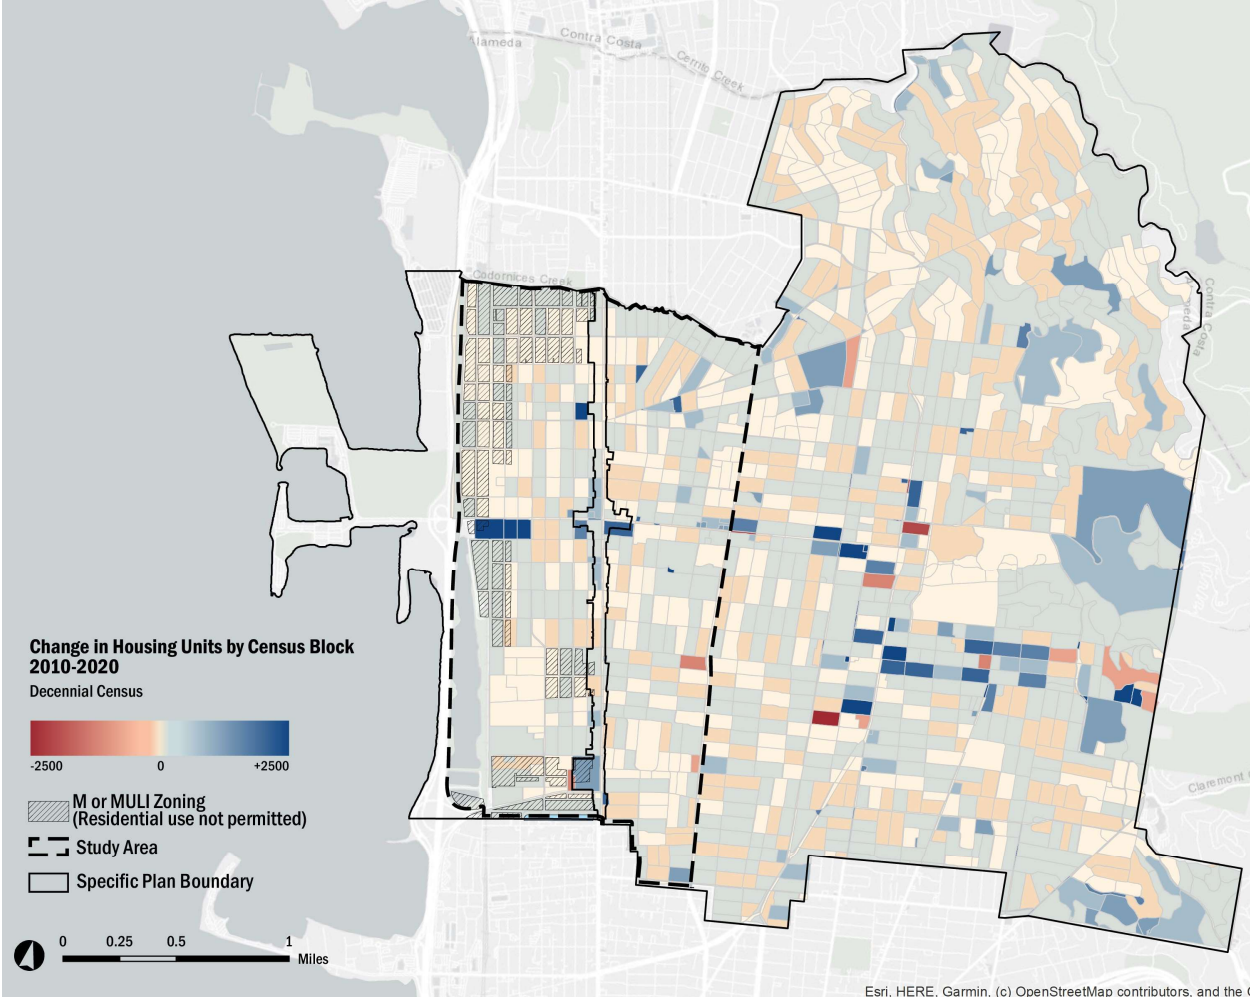 Contra Costa
Alameda
Cerrito Creek
Codornices Creek
Contra Costa
Alameda
Change in Housing Units by Census Block
2010-2020
Decennial Census
-2500 0 +2500
M or MULI Zoning
(Residential use not permitted)
Study Area
Specific Plan Boundary
Claremont
0 0.25 0.5 1
Miles
Esri, HERE, Garmin, (c) OpenStreetMap contributors, and the